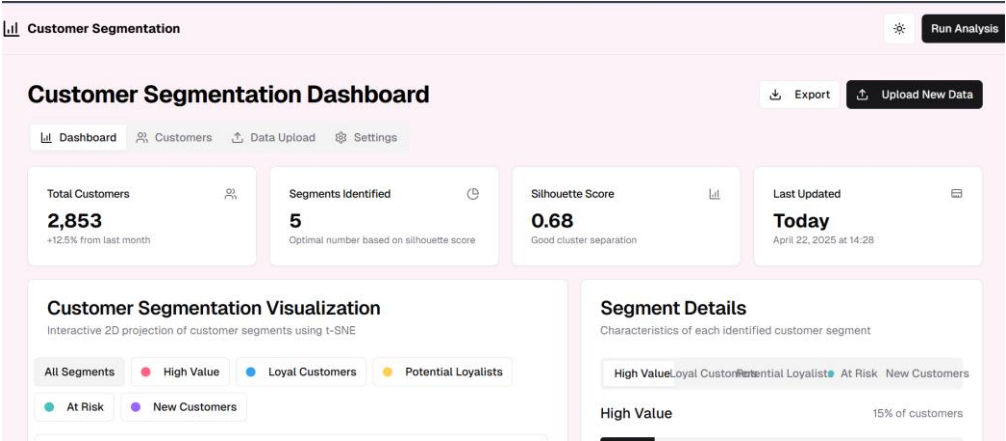 Customer Segmentation
Run Analysis
Customer Segmentation Dashboard
Export
Upload New Data
Dashboard
Customers
Data Upload
Settings
Total Customers
2,853
+12.5% from last month
Segments Identified
5
Optimal number based on silhouette score
Silhouette Score
0.68
Good cluster separation
Last Updated
Today
April 22, 2025 at 14:28
Customer Segmentation Visualization
Interactive 2D projection of customer segments using t-SNE
All Segments
High Value
Loyal Customers
Potential Loyalists
At Risk
New Customers
Segment Details
Characteristics of each identified customer segment
High Value
Loyal Customers
Potential Loyalists
At Risk
New Customers
High Value
15% of customers